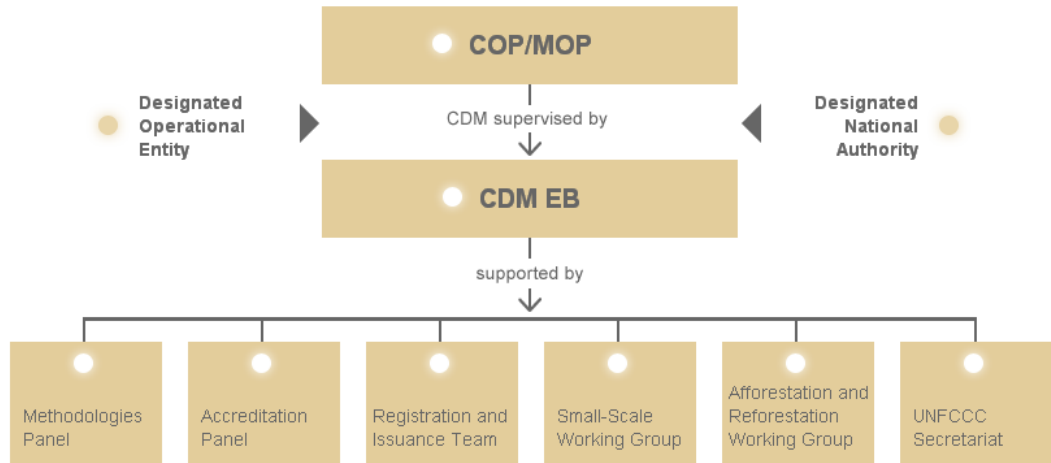 COP/MOP
Designated
Operational
Entity
CDM supervised by
Designated
National
Authority
CDM EB
supported by
Methodologies
Panel
Accreditation
Panel
Registration and
Issuance Team
Small-Scale
Working Group
Afforestation and
Reforestation
Working Group
UNFCCC
Secretariat